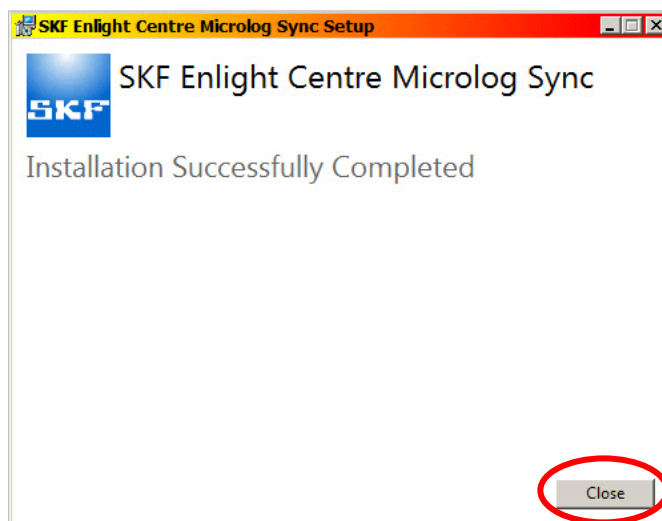 SKF Enlight Centre Microlog Sync Setup
SKF Enlight Centre Microlog Sync
SKF
Installation Successfully Completed
Close